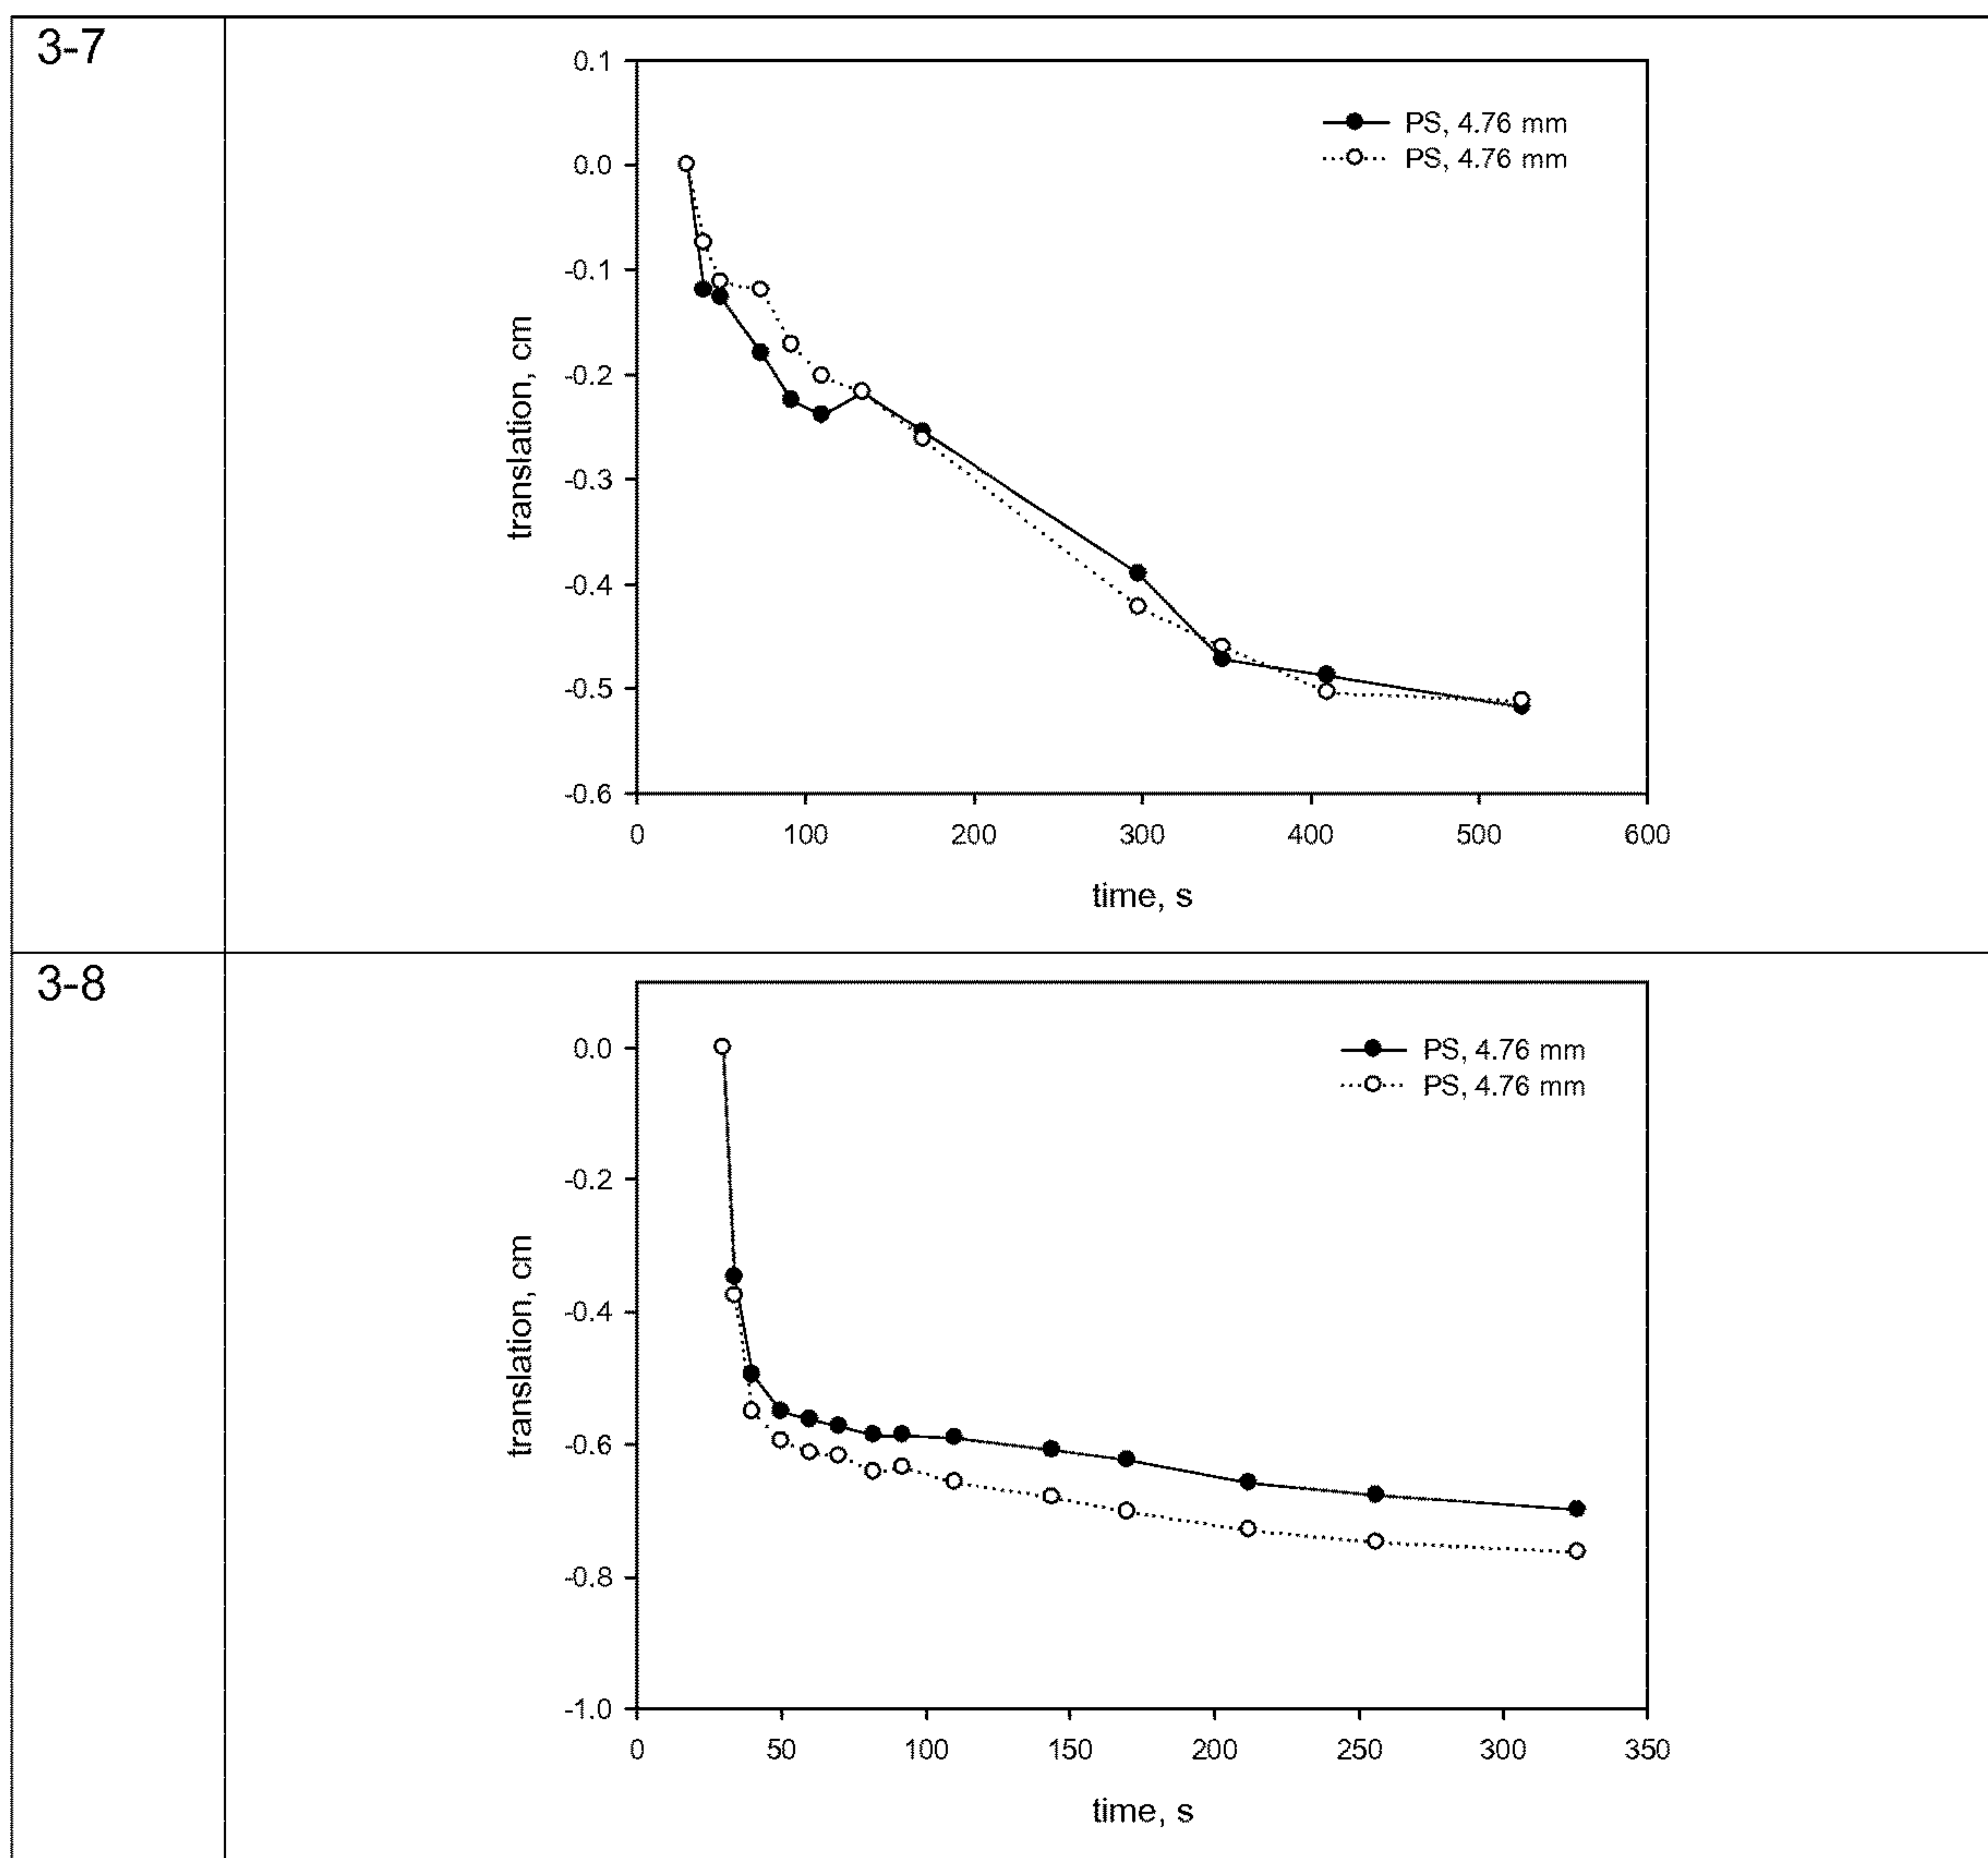 3-7
0.1
0.0
-0.1
-0.2
-0.3
-0.4
-0.5
-0.6
translation, cm
PS, 4.76 mm
PS, 4.76 mm
0 100 200 300 400 500 600
time, s
3-8
0.0
-0.2
-0.4
-0.6
-0.8
-1.0
translation, cm
PS, 4.76 mm
PS, 4.76 mm
0 50 100 150 200 250 300 350
time, s